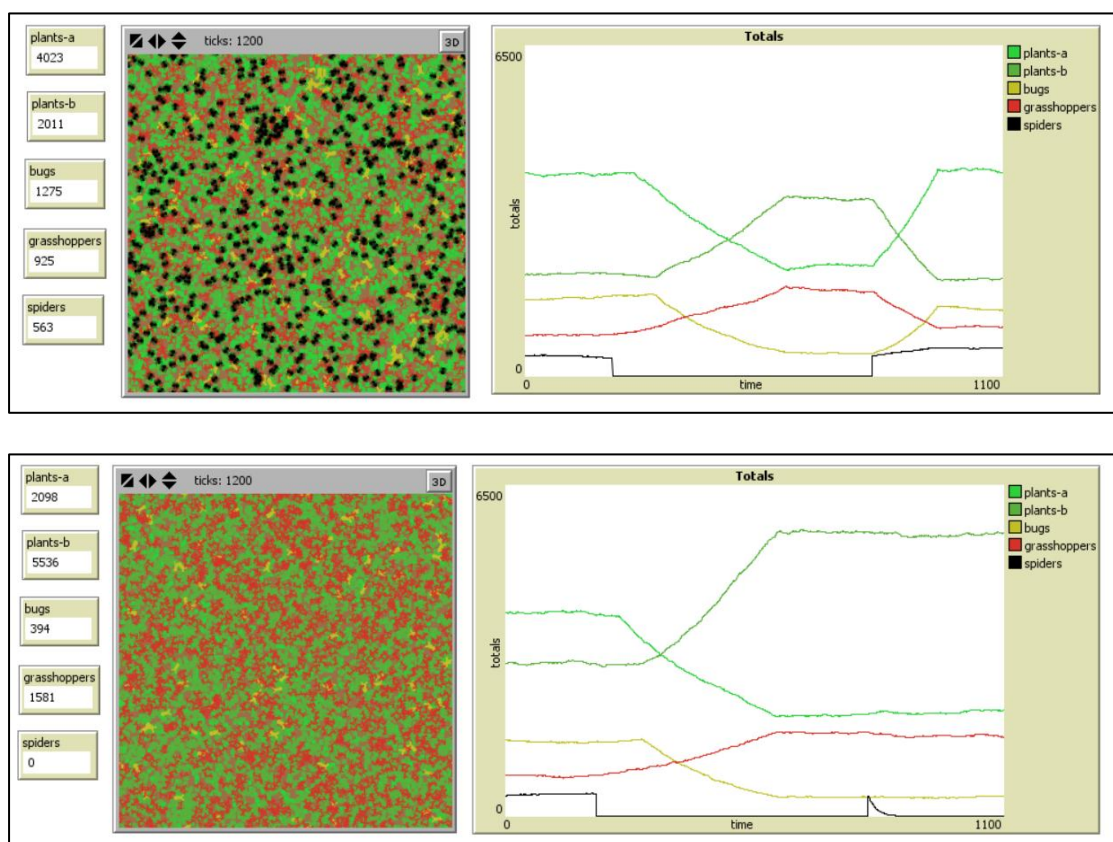 plants-a
4023
plants-b
2011
bugs
1275
grasshoppers
925
spiders
563
ticks: 1200
3D
Totals
6500
totals
0
0
time
1100
plants-a
plants-b
bugs
grasshoppers
spiders
plants-a
2098
plants-b
5536
bugs
394
grasshoppers
1581
spiders
0
ticks: 1200
3D
Totals
6500
totals
0
0
time
1100
plants-a
plants-b
bugs
grasshoppers
spiders